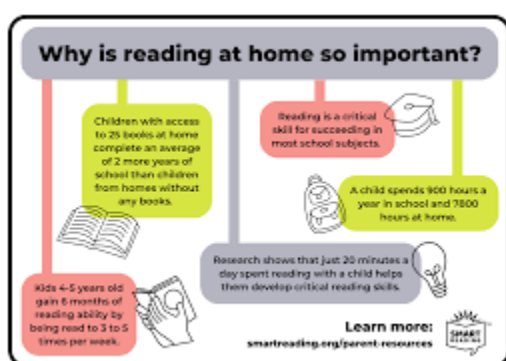 Why is reading at home so important?
Children with access
to 25 books at home
complete an average
of 2 more years of
school than children
from homes without
any books.
Reading is a critical
skill for succeeding in
most school subjects.
A child spends 900 hours a
year in school and 7800
hours at home.
Research shows that just 20 minutes a
day spent reading with a child helps
them develop critical reading skills.
Kids 4-5 years old
gain 6 months of
reading ability by
being read to 3 to 5
times per week.
Learn more:
smartreading.org/parent-resources
SMART
READING